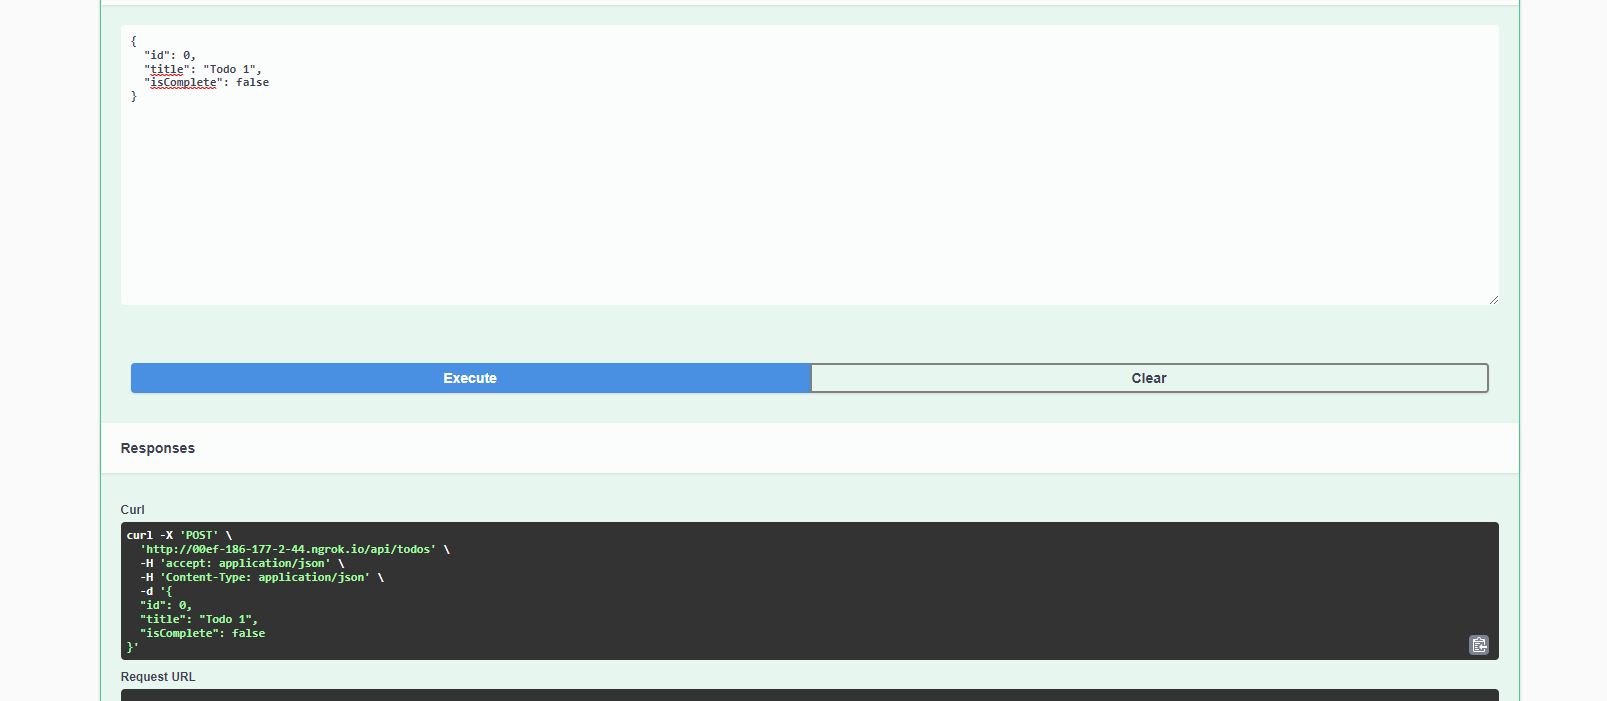 {
  "id": 0,
  "title": "Todo 1",
  "isComplete": false
}
Execute
Clear
Responses
Curl
curl -X 'POST' \
  'http://00ef-186-177-2-44.ngrok.io/api/todos' \
  -H 'accept: application/json' \
  -H 'Content-Type: application/json' \
  -d '{
  "id": 0,
  "title": "Todo 1",
  "isComplete": false
}'
Request URL